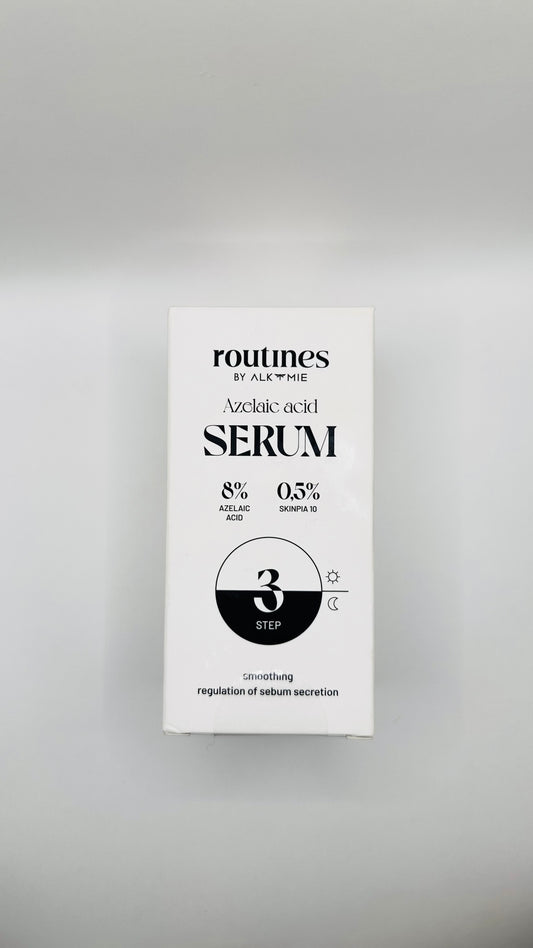 routines
BY ALKMIE
Azelaic acid
SERUM
8% 0,5%
AZELAIC ACID SKINPIA 10
3
STEP
smoothing
regulation of sebum secretion